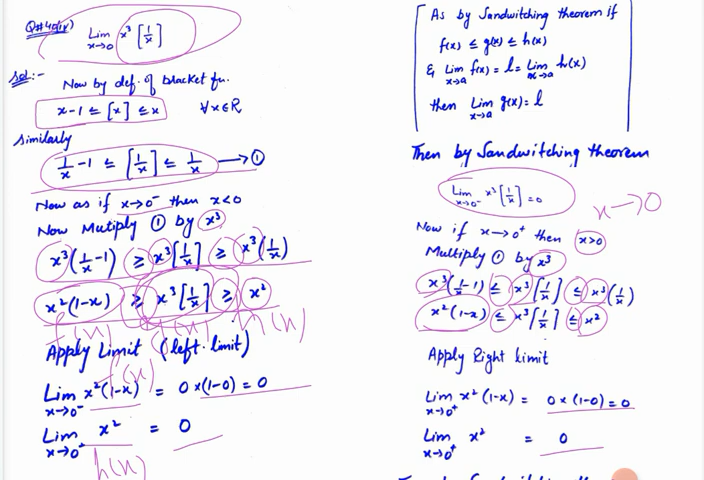 Q#4(iv) Lim x→0 x³[1/x]
Sol:-
Now by def. of bracket fn.
x-1 ≤ [x] ≤ x ∀x∈R
Similarly
1/x -1 ≤ [1/x] ≤ 1/x → ①
Now as if x→0⁻ then x<0
Now Mutiply ① by x³
x³(1/x -1) ≥ x³[1/x] ≥ x³(1/x)
x²(1-x) ≥ x³[1/x] ≥ x²
f(x) h(x)
Apply Limit (left limit)
f(x)
Lim x→0⁻ x²(1-x) = 0×(1-0) = 0
Lim x→0⁺ x² = 0
h(x)
As by Sandwitching theorem if
f(x) ≤ g(x) ≤ h(x)
& Lim x→a f(x) = l = Lim x→a h(x)
then Lim x→a g(x) = l
Then by Sandwitching theorem
Lim x→0⁻ x³[1/x] = 0
x→0
Now if x→0⁺ then x>0
Multiply ① by x³
x³(1/x -1) ≤ x³[1/x] ≤ x³(1/x)
x²(1-x) ≤ x³[1/x] ≤ x²
Apply Right limit
Lim x→0⁺ x²(1-x) = 0×(1-0) = 0
Lim x→0⁺ x² = 0